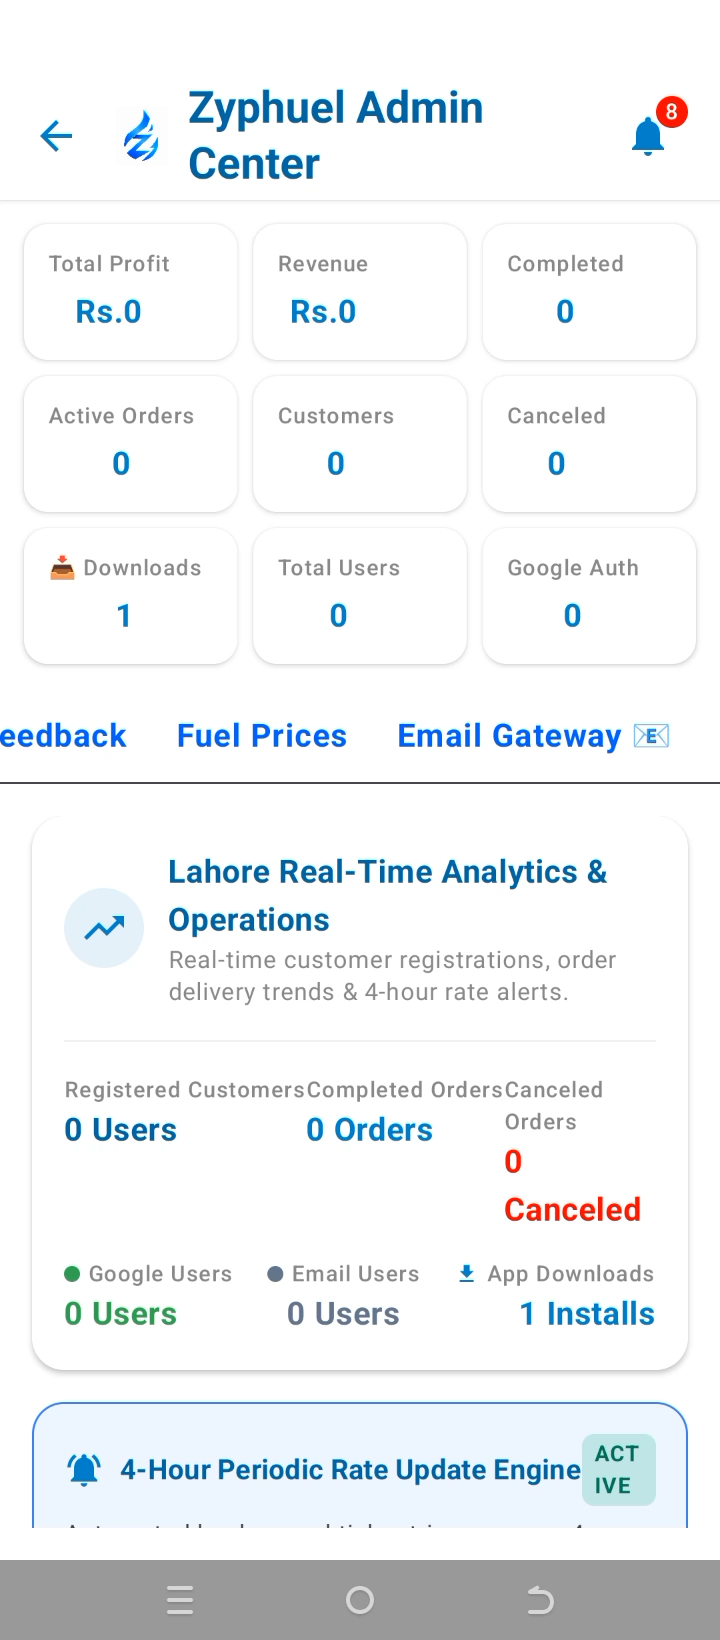 Zyphuel Admin
Center
8
Total Profit
Rs.0
Revenue
Rs.0
Completed
0
Active Orders
0
Customers
0
Canceled
0
📥 Downloads
1
Total Users
0
Google Auth
0
eedback
Fuel Prices
Email Gateway 📧
Lahore Real-Time Analytics &
Operations
Real-time customer registrations, order
delivery trends & 4-hour rate alerts.
Registered Customers
0 Users
Completed Orders
0 Orders
Canceled
Orders
0
Canceled
Google Users
0 Users
Email Users
0 Users
App Downloads
1 Installs
4-Hour Periodic Rate Update Engine
ACT
IVE